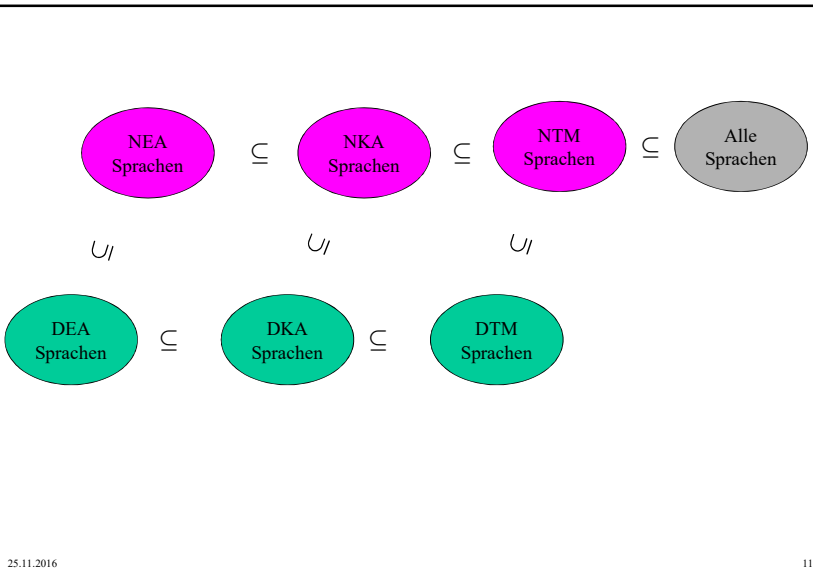 NEA
Sprachen
⊆
NKA
Sprachen
⊆
NTM
Sprachen
⊆
Alle
Sprachen
⊆
⊆
⊆
DEA
Sprachen
⊆
DKA
Sprachen
⊆
DTM
Sprachen
25.11.2016
11